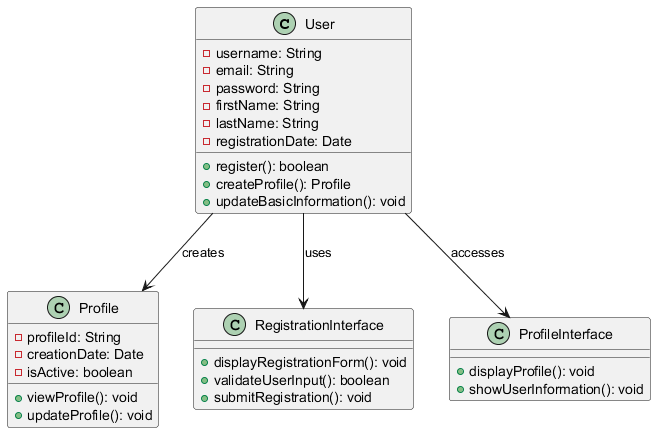 C User
username: String
email: String
password: String
firstName: String
lastName: String
registrationDate: Date
register(): boolean
createProfile(): Profile
updateBasicInformation(): void
creates
uses
accesses
C Profile
profileId: String
creationDate: Date
isActive: boolean
viewProfile(): void
updateProfile(): void
C RegistrationInterface
displayRegistrationForm(): void
validateUserInput(): boolean
submitRegistration(): void
C ProfileInterface
displayProfile(): void
showUserInformation(): void